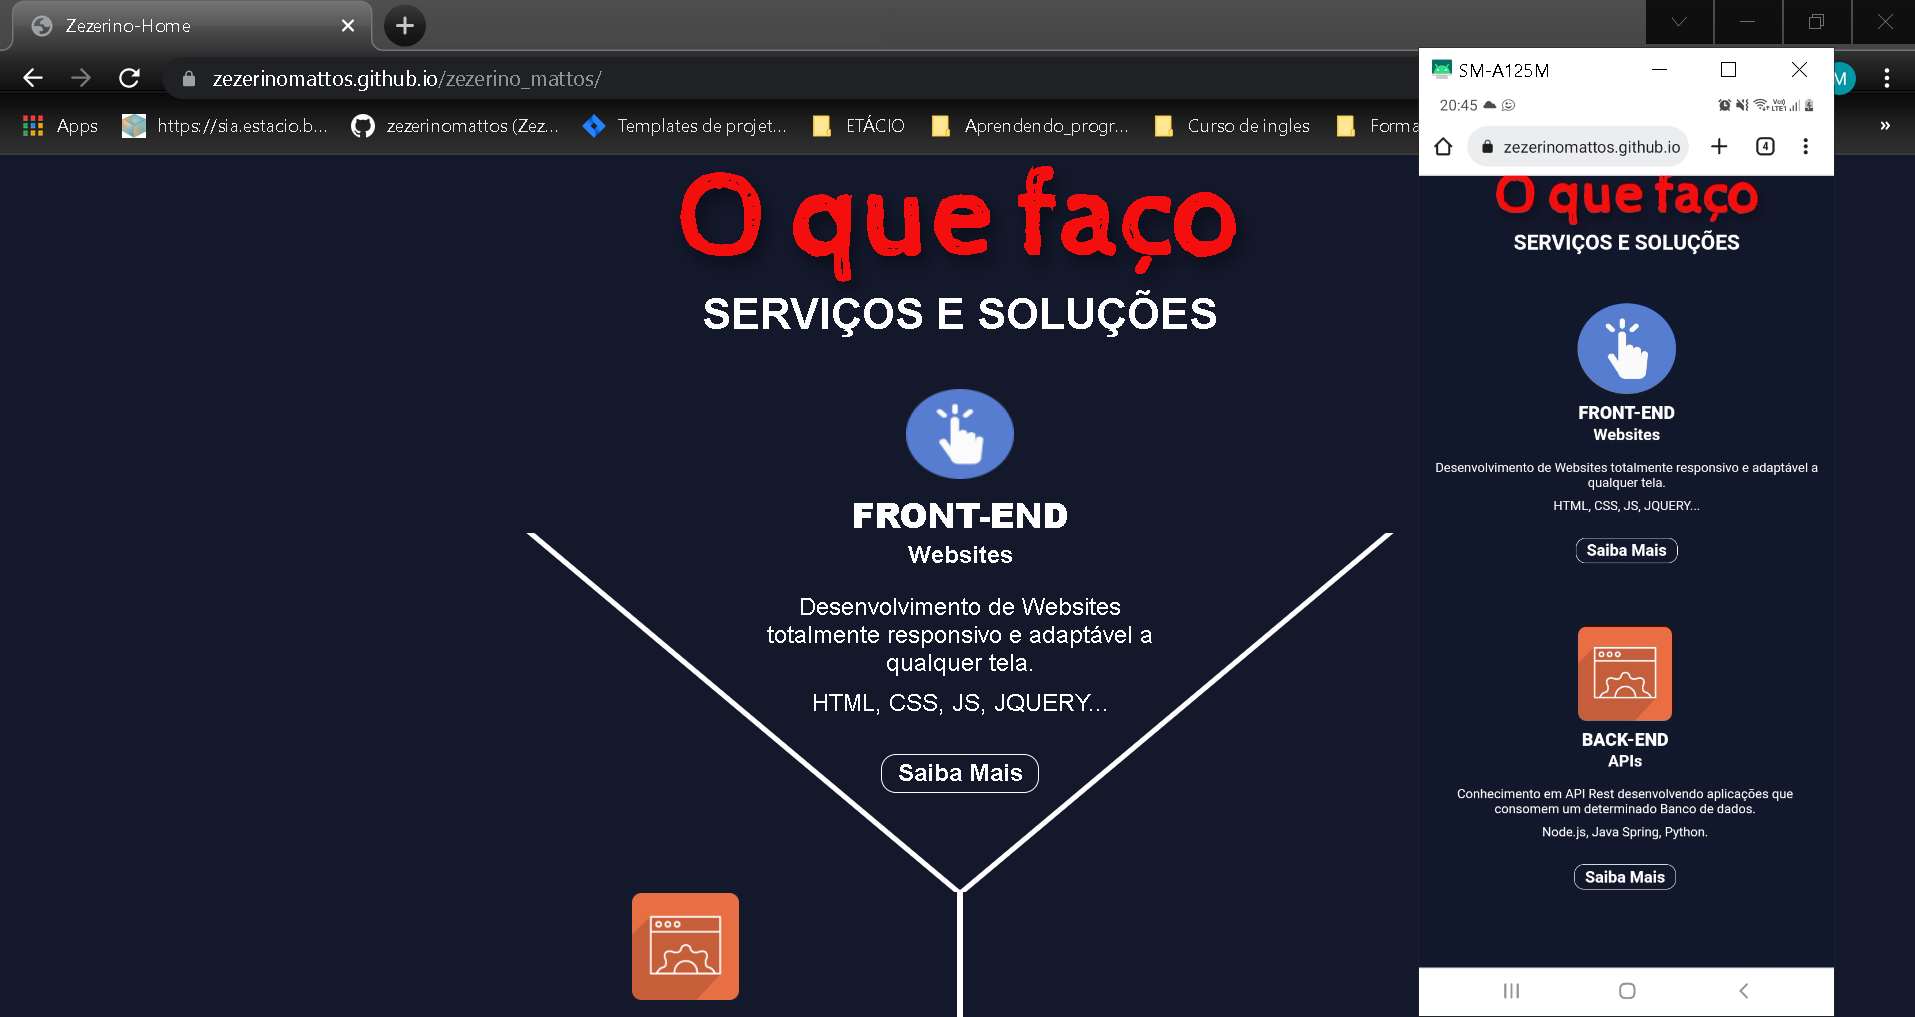 Zezerino-Home
zezerinomattos.github.io/zezerino_mattos/
Apps
https://sia.estacio.b...
zezerinomattos (Zez...
Templates de projet...
ETÁCIO
Aprendendo_progr...
Curso de ingles
Forma
»
M
O que faço
SERVIÇOS E SOLUÇÕES
FRONT-END
Websites
Desenvolvimento de Websites
totalmente responsivo e adaptável a
qualquer tela.
HTML, CSS, JS, JQUERY...
Saiba Mais
SM-A125M
20:45
zezerinomattos.github.io
4
O que faço
SERVIÇOS E SOLUÇÕES
FRONT-END
Websites
Desenvolvimento de Websites totalmente responsivo e adaptável a
qualquer tela.
HTML, CSS, JS, JQUERY...
Saiba Mais
BACK-END
APIs
Conhecimento em API Rest desenvolvendo aplicações que
consomem um determinado Banco de dados.
Node.js, Java Spring, Python.
Saiba Mais